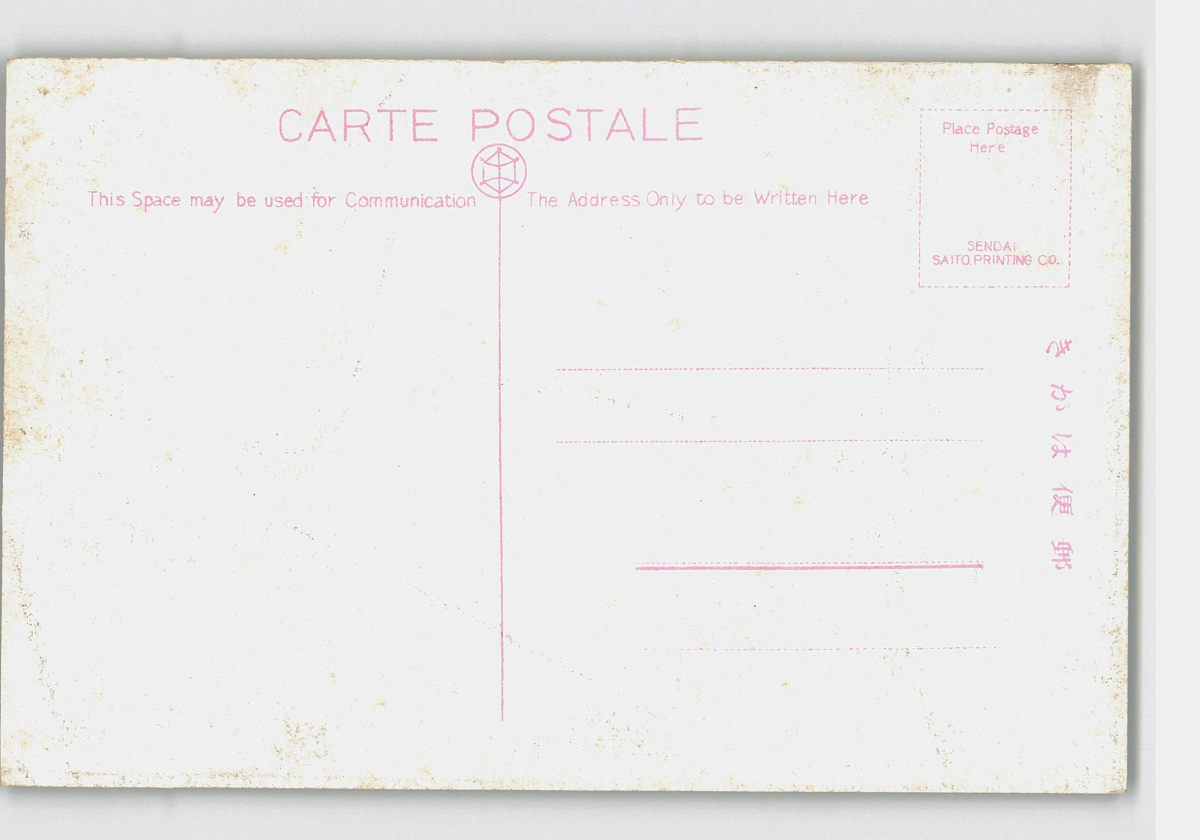 CARTE POSTALE
This Space may be used for Communication
The Address Only to be Written Here
Place Postage
Here
SENDAI
SAITO PRINTING CO.
郵便はかき